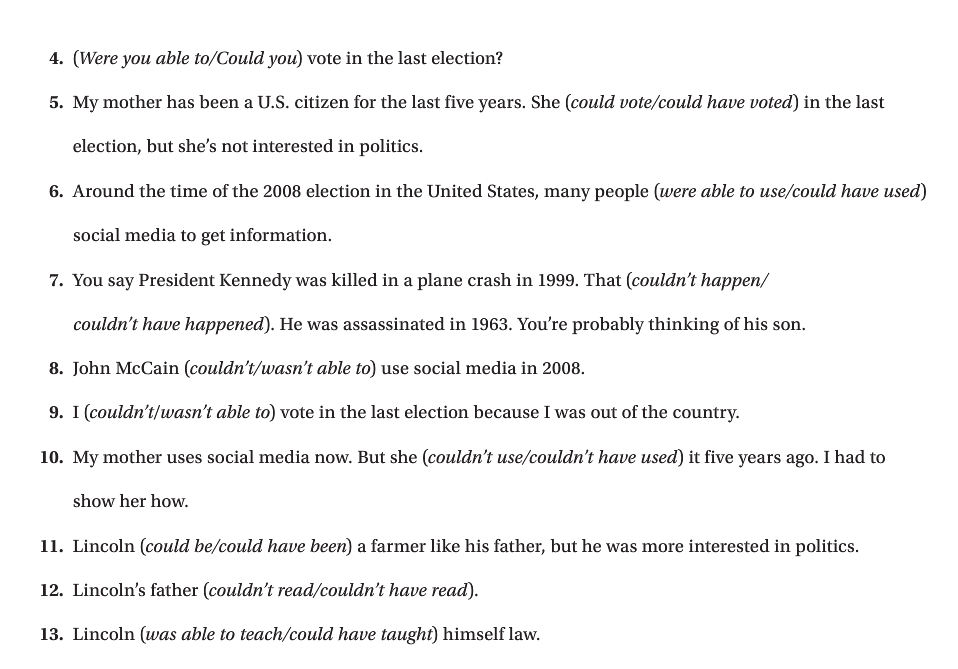 4. (Were you able to/Could you) vote in the last election?
5. My mother has been a U.S. citizen for the last five years. She (could vote/could have voted) in the last
election, but she’s not interested in politics.
6. Around the time of the 2008 election in the United States, many people (were able to use/could have used)
social media to get information.
7. You say President Kennedy was killed in a plane crash in 1999. That (couldn’t happen/
couldn’t have happened). He was assassinated in 1963. You’re probably thinking of his son.
8. John McCain (couldn’t/wasn’t able to) use social media in 2008.
9. I (couldn’t/wasn’t able to) vote in the last election because I was out of the country.
10. My mother uses social media now. But she (couldn’t use/couldn’t have used) it five years ago. I had to
show her how.
11. Lincoln (could be/could have been) a farmer like his father, but he was more interested in politics.
12. Lincoln’s father (couldn’t read/couldn’t have read).
13. Lincoln (was able to teach/could have taught) himself law.